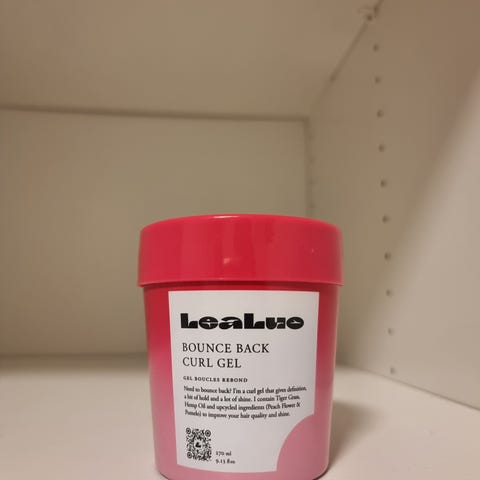 LeaLuo
BOUNCE BACK
CURL GEL
GEL BOUCLES REBOND
Need to bounce back? I'm a curl gel that gives definition,
a bit of hold and a lot of shine. I contain Tiger Grass,
Hemp Oil and upcycled ingredients (Peach Flower &
Pomelo) to improve your hair quality and shine.
270 ml
9.13 floz